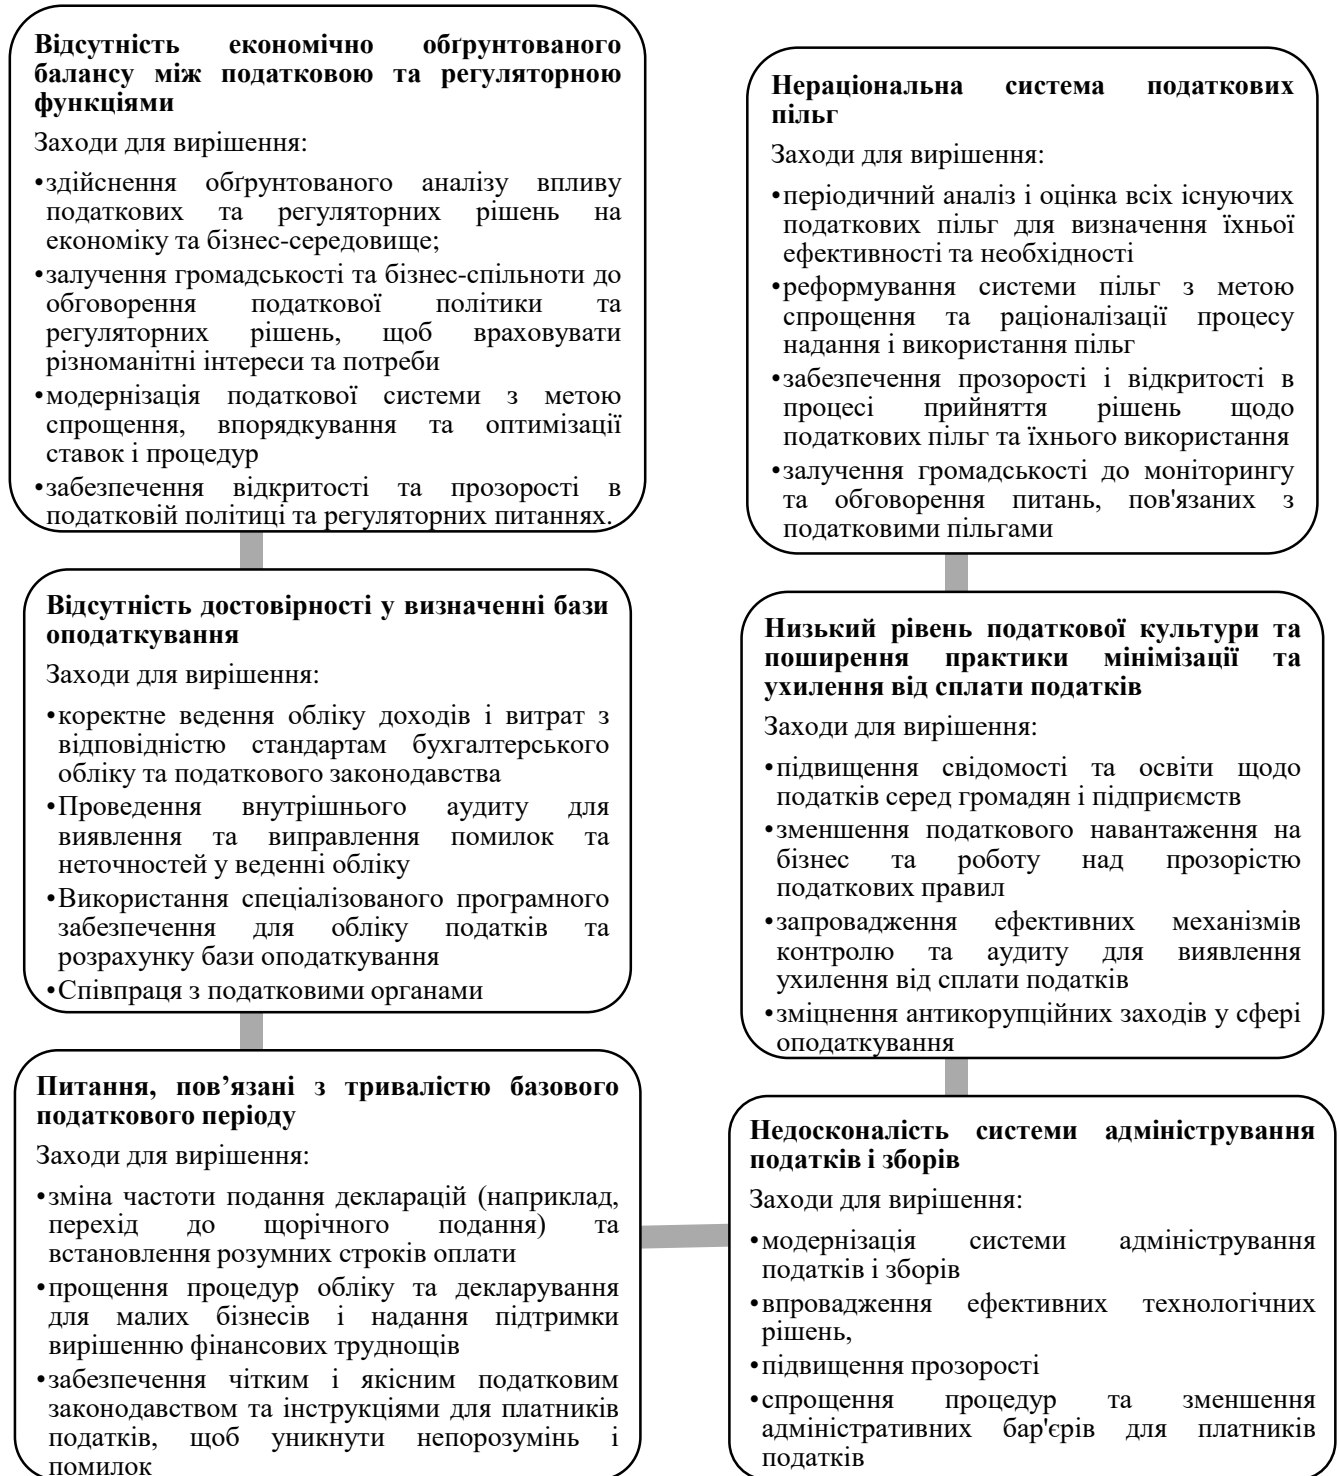 Відсутність економічно обґрунтованого
балансу між податковою та регуляторною
функціями
Заходи для вирішення:
•здійснення обґрунтованого аналізу впливу
податкових та регуляторних рішень на
економіку та бізнес-середовище;
•залучення громадськості та бізнес-спільноти до
обговорення податкової політики та
регуляторних рішень, щоб враховувати
різноманітні інтереси та потреби
•модернізація податкової системи з метою
спрощення, впорядкування та оптимізації
ставок і процедур
•забезпечення відкритості та прозорості в
податковій політиці та регуляторних питаннях.
Відсутність достовірності у визначенні бази
оподаткування
Заходи для вирішення:
•коректне ведення обліку доходів і витрат з
відповідністю стандартам бухгалтерського
обліку та податкового законодавства
•Проведення внутрішнього аудиту для
виявлення та виправлення помилок та
неточностей у веденні обліку
•Використання спеціалізованого програмного
забезпечення для обліку податків та
розрахунку бази оподаткування
•Співпраця з податковими органами
Питання, пов’язані з тривалістю базового
податкового періоду
Заходи для вирішення:
•зміна частоти подання декларацій (наприклад,
перехід до щорічного подання) та
встановлення розумних строків оплати
•прощення процедур обліку та декларування
для малих бізнесів і надання підтримки
вирішенню фінансових труднощів
•забезпечення чітким і якісним податковим
законодавством та інструкціями для платників
податків, щоб уникнути непорозумінь і
помилок
Нераціональна система податкових
пільг
Заходи для вирішення:
•періодичний аналіз і оцінка всіх існуючих
податкових пільг для визначення їхньої
ефективності та необхідності
•реформування системи пільг з метою
спрощення та раціоналізації процесу
надання і використання пільг
•забезпечення прозорості і відкритості в
процесі прийняття рішень щодо
податкових пільг та їхнього використання
•залучення громадськості до моніторингу
та обговорення питань, пов'язаних з
податковими пільгами
Низький рівень податкової культури та
поширення практики мінімізації та
ухилення від сплати податків
Заходи для вирішення:
•підвищення свідомості та освіти щодо
податків серед громадян і підприємств
•зменшення податкового навантаження на
бізнес та роботу над прозорістю
податкових правил
•запровадження ефективних механізмів
контролю та аудиту для виявлення
ухилення від сплати податків
•зміцнення антикорупційних заходів у сфері
оподаткування
Недосконалість системи адміністрування
податків і зборів
Заходи для вирішення:
•модернізація системи адміністрування
податків і зборів
•впровадження ефективних технологічних
рішень,
•підвищення прозорості
•спрощення процедур та зменшення
адміністративних бар'єрів для платників
податків